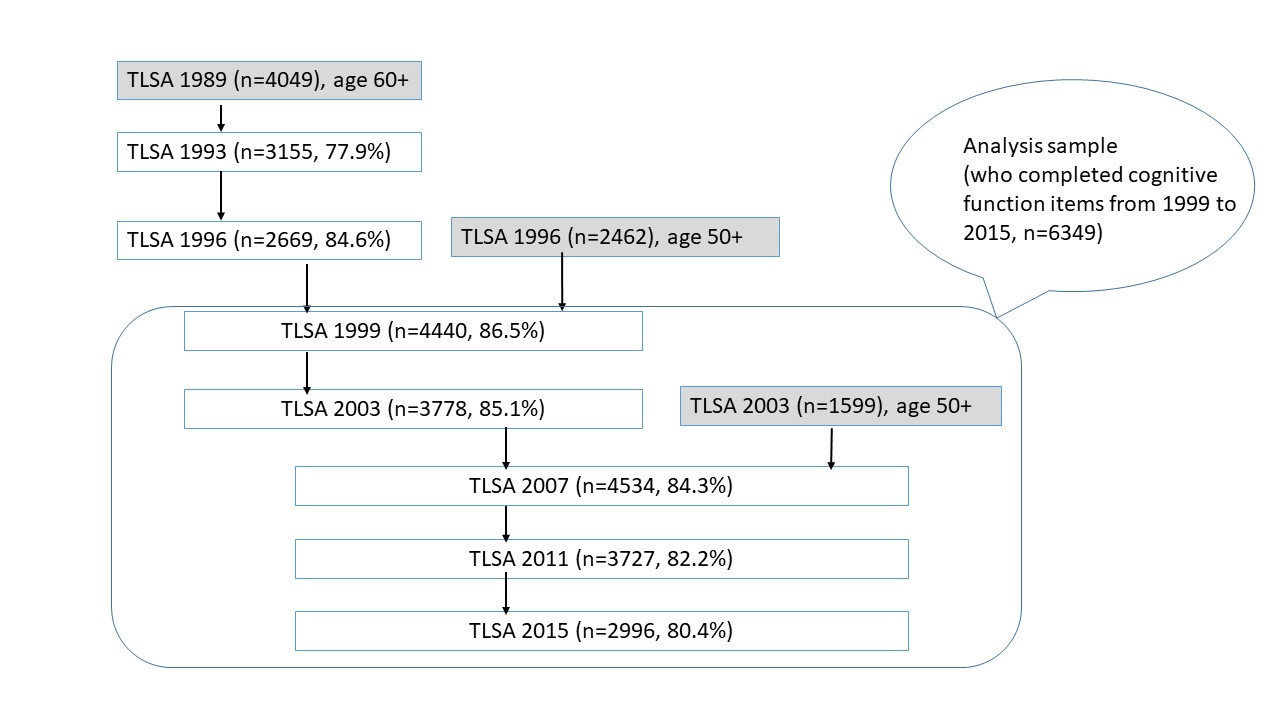 TLSA 1989 (n=4049), age 60+
TLSA 1993 (n=3155, 77.9%)
TLSA 1996 (n=2669, 84.6%)
TLSA 1996 (n=2462), age 50+
Analysis sample
(who completed cognitive
function items from 1999 to
2015, n=6349)
TLSA 1999 (n=4440, 86.5%)
TLSA 2003 (n=3778, 85.1%)
TLSA 2003 (n=1599), age 50+
TLSA 2007 (n=4534, 84.3%)
TLSA 2011 (n=3727, 82.2%)
TLSA 2015 (n=2996, 80.4%)